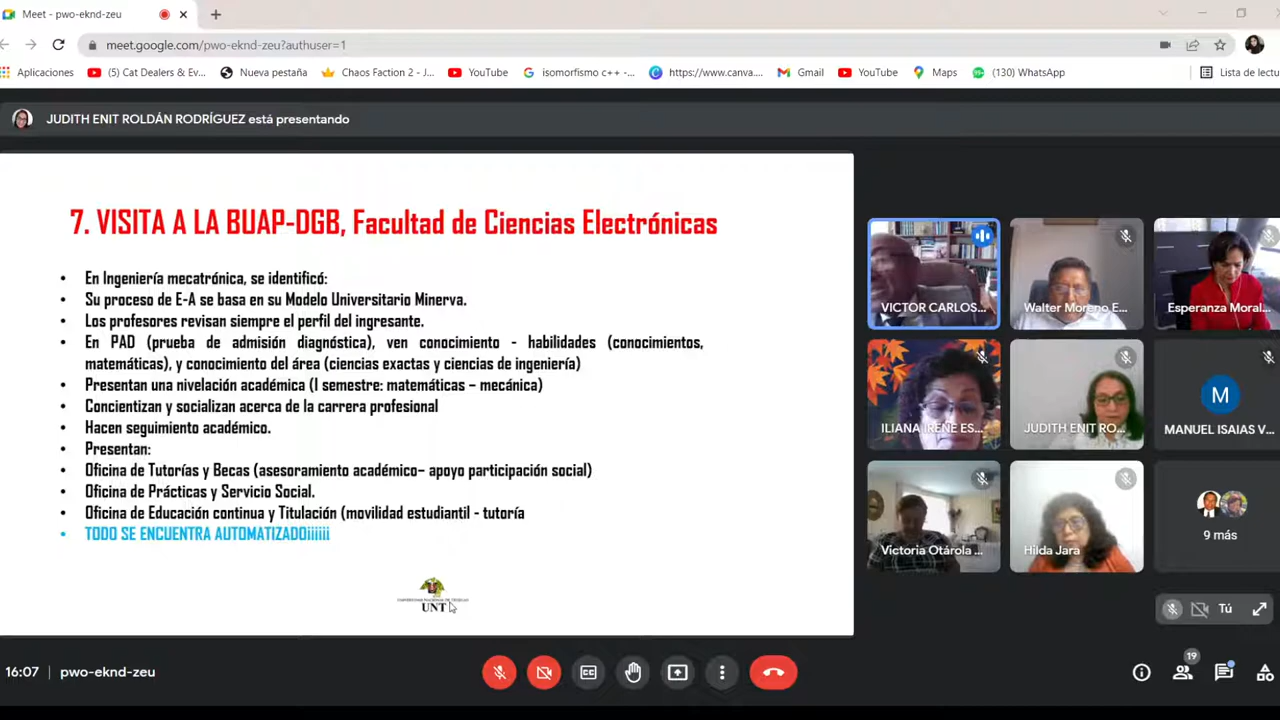 Meet - pwo-eknd-zeu
meet.google.com/pwo-eknd-zeu?authuser=1
Aplicaciones
(5) Cat Dealers & Ev...
Nueva pestaña
Chaos Faction 2 - J...
YouTube
isomorfismo c++ -...
https://www.canva....
Gmail
YouTube
Maps
(130) WhatsApp
Lista de lectu
JUDITH ENIT ROLDÁN RODRÍGUEZ está presentando
7. VISITA A LA BUAP-DGB, Facultad de Ciencias Electrónicas
• En Ingeniería mecatrónica, se identificó:
• Su proceso de E-A se basa en su Modelo Universitario Minerva.
• Los profesores revisan siempre el perfil del ingresante.
• En PAD (prueba de admisión diagnóstica), ven conocimiento - habilidades (conocimientos,
matemáticas), y conocimiento del área (ciencias exactas y ciencias de ingeniería)
• Presentan una nivelación académica (I semestre: matemáticas – mecánica)
• Concientizan y socializan acerca de la carrera profesional
• Hacen seguimiento académico.
• Presentan:
• Oficina de Tutorías y Becas (asesoramiento académico– apoyo participación social)
• Oficina de Prácticas y Servicio Social.
• Oficina de Educación continua y Titulación (movilidad estudiantil - tutoría
• TODO SE ENCUENTRA AUTOMATIZADO¡¡¡¡¡¡
UNT
VICTOR CARLOS...
Walter Moreno E...
Esperanza Moral...
ILIANA IRENE ES...
JUDITH ENIT RO...
M
MANUEL ISAIAS V...
Victoria Otárola ...
Hilda Jara
9 más
Tú
16:07
pwo-eknd-zeu
19